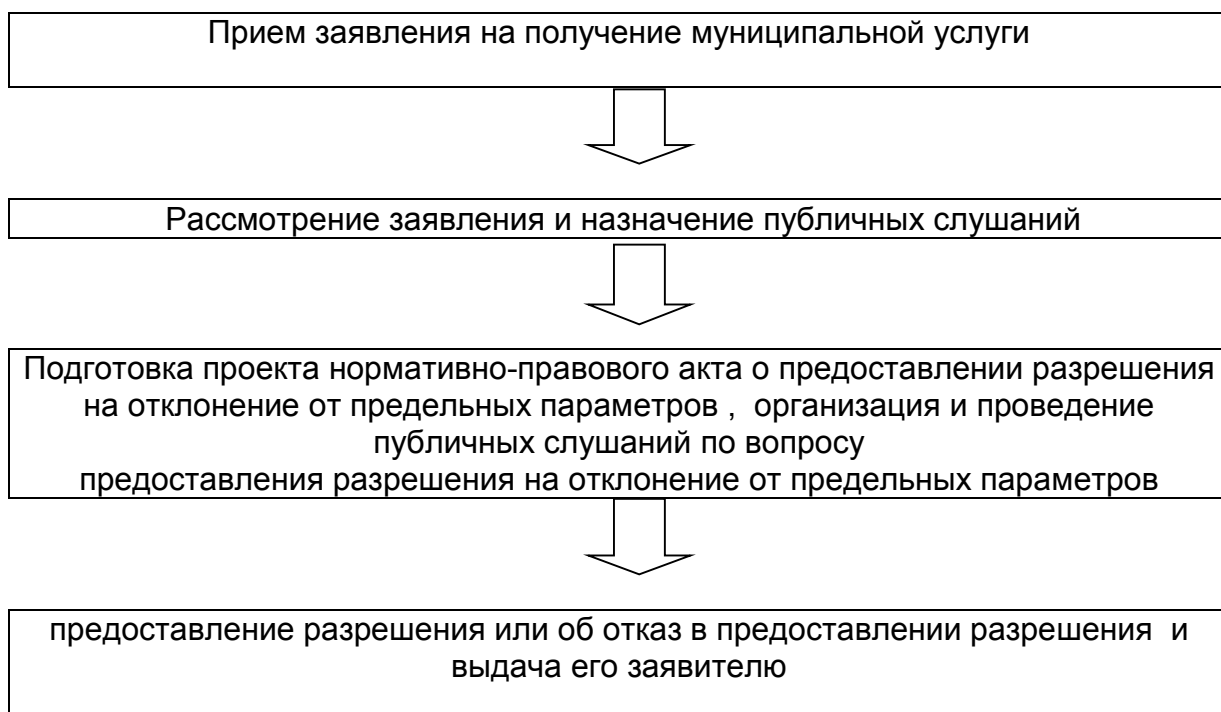 Прием заявления на получение муниципальной услуги
Рассмотрение заявления и назначение публичных слушаний
Подготовка проекта нормативно-правового акта о предоставлении разрешения
на отклонение от предельных параметров , организация и проведение
публичных слушаний по вопросу
предоставления разрешения на отклонение от предельных параметров
предоставление разрешения или об отказ в предоставлении разрешения и
выдача его заявителю